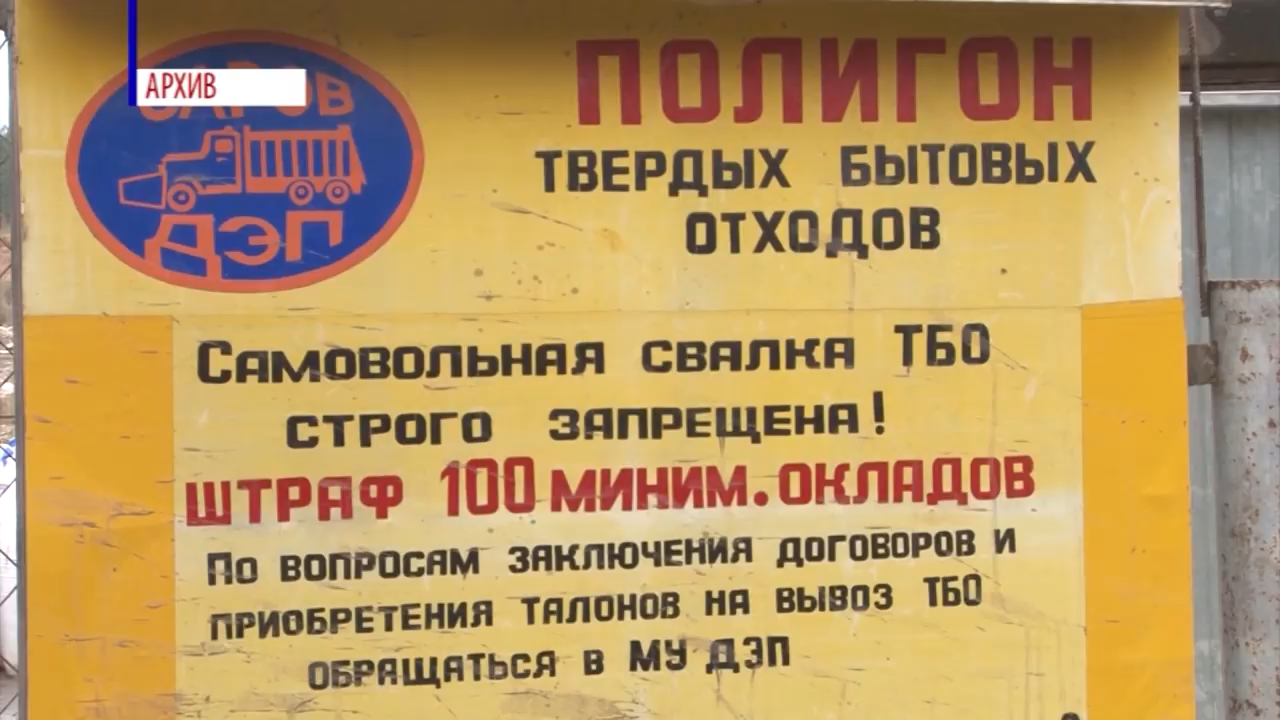 АРХИВ
САРОВ
ДЭП
ПОЛИГОН
ТВЕРДЫХ БЫТОВЫХ
ОТХОДОВ
САМОВОЛЬНАЯ СВАЛКА ТБО
СТРОГО ЗАПРЕЩЕНА!
ШТРАФ 100 МИНИМ. ОКЛАДОВ
ПО ВОПРОСАМ ЗАКЛЮЧЕНИЯ ДОГОВОРОВ И
ПРИОБРЕТЕНИЯ ТАЛОНОВ НА ВЫВОЗ ТБО
ОБРАЩАТЬСЯ В МУ ДЭП